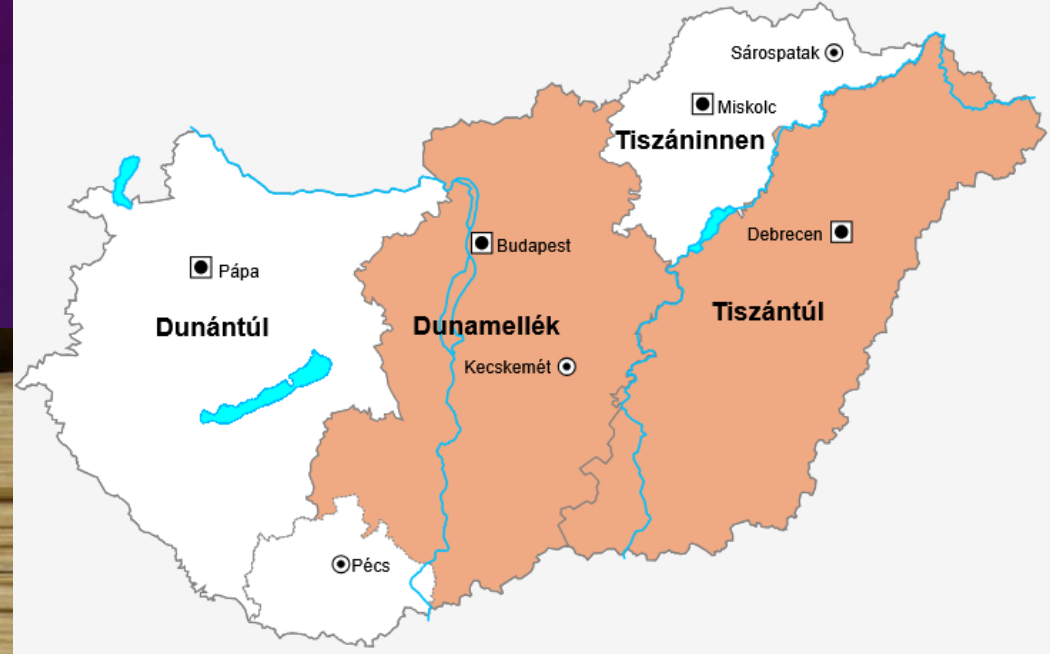 Sárospatak
Miskolc
Tiszáninnen
Debrecen
Budapest
Pápa
Tiszántúl
Dunántúl
Dunamellék
Kecskemét
Pécs